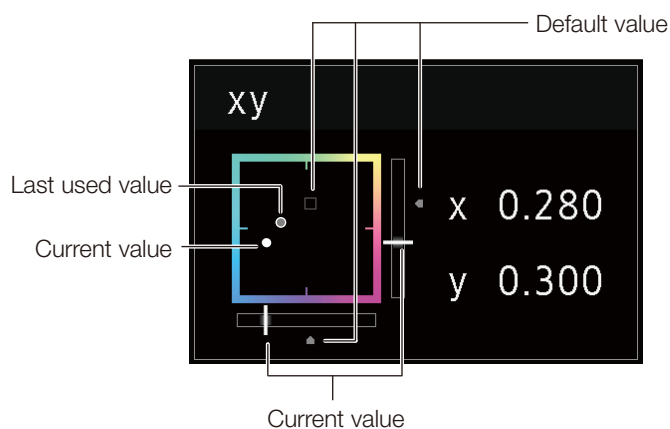 Default value
xy
Last used value
Current value
x 0.280
y 0.300
Current value